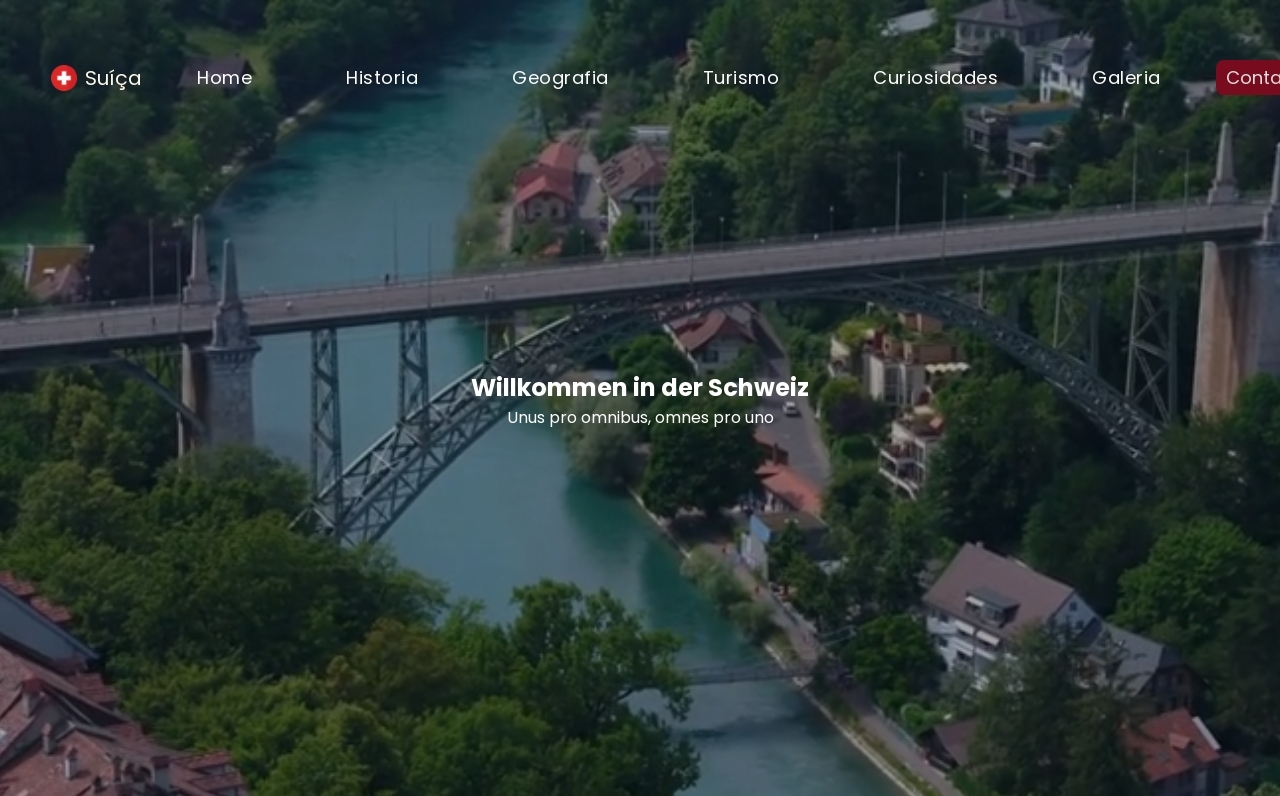 Suíça
Home
Historia
Geografia
Turismo
Curiosidades
Galeria
Conta
Willkommen in der Schweiz
Unus pro omnibus, omnes pro uno